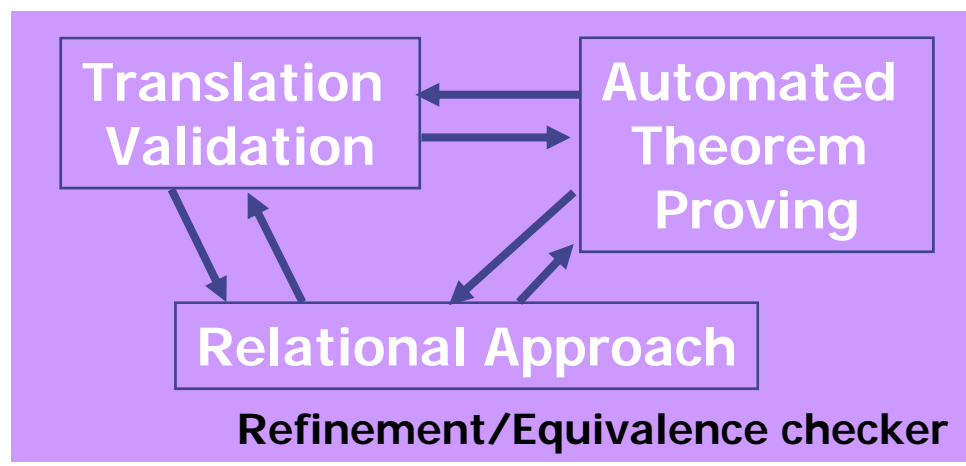 Translation
Validation
Automated
Theorem
Proving
Relational Approach
Refinement/Equivalence checker